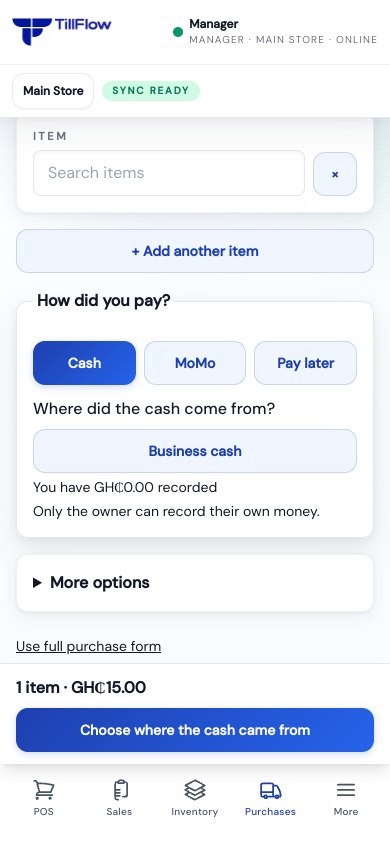 TillFlow
Manager
MANAGER · MAIN STORE · ONLINE
Main Store
SYNC READY
ITEM
Search items
×
+ Add another item
How did you pay?
Cash
MoMo
Pay later
Where did the cash come from?
Business cash
You have GH₵0.00 recorded
Only the owner can record their own money.
More options
Use full purchase form
1 item · GH₵15.00
Choose where the cash came from
POS
Sales
Inventory
Purchases
More